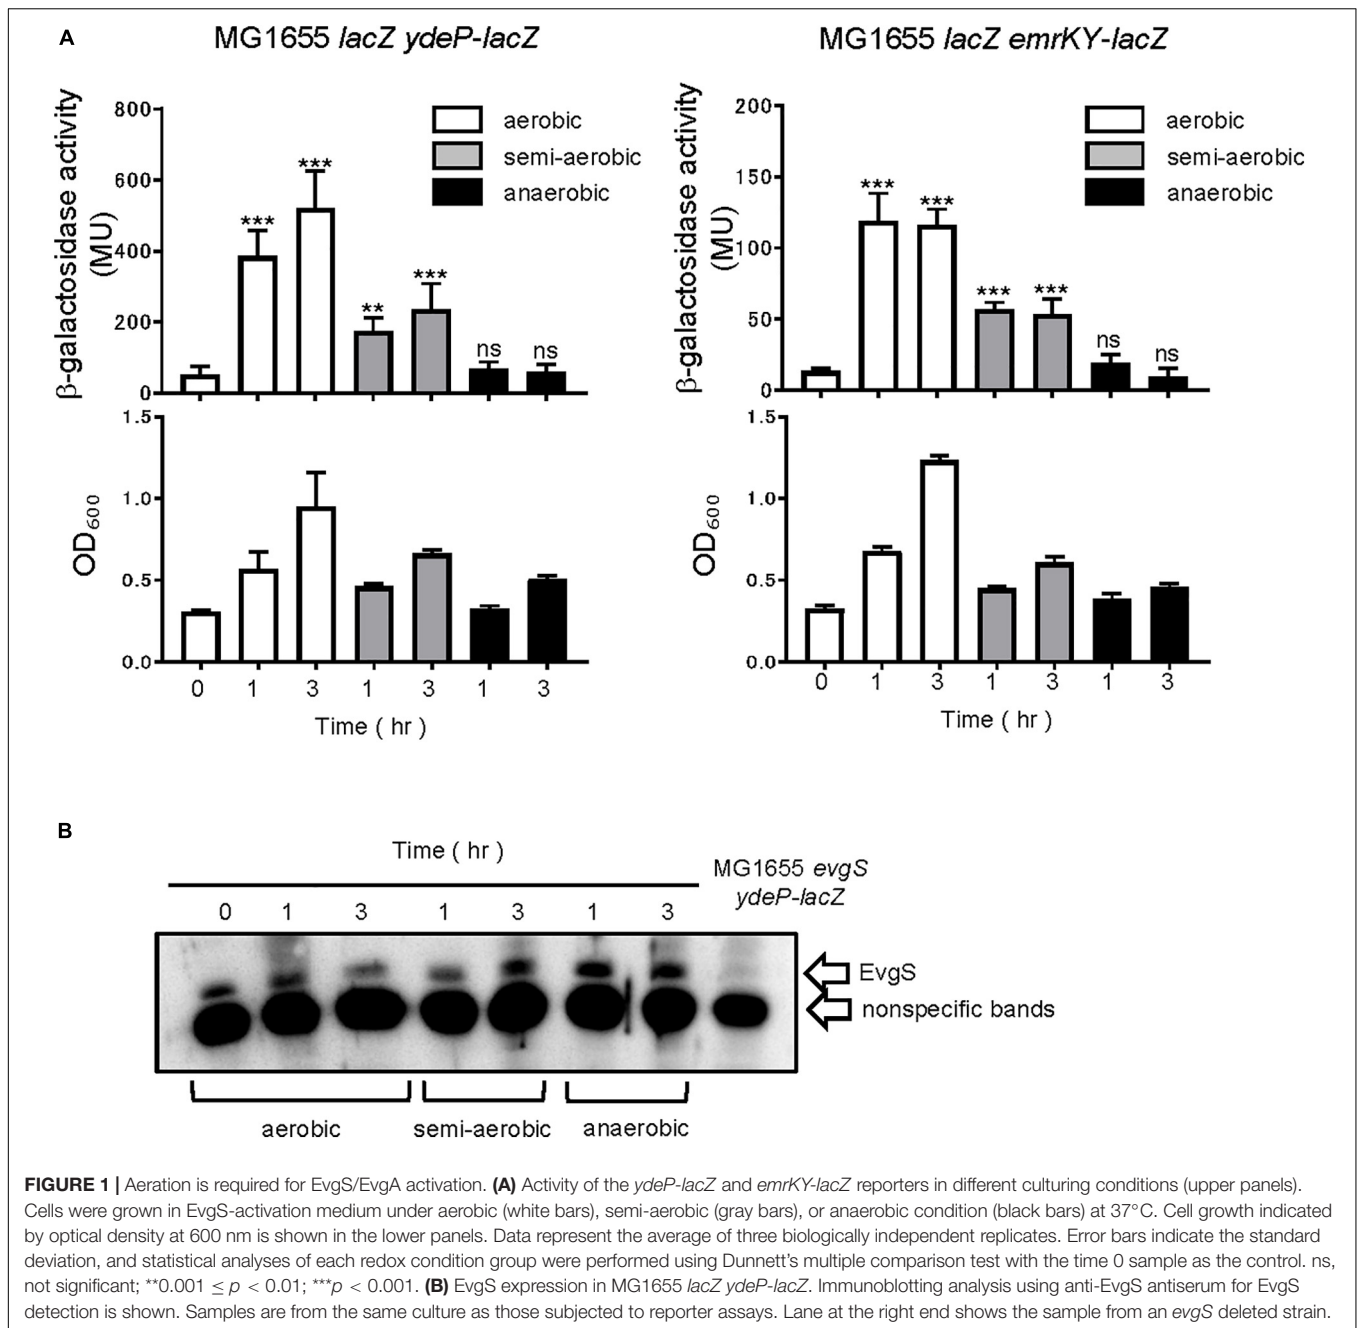 A
MG1655 lacZ ydeP-lacZ
β-galactosidase activity
(MU)
800
600
400
200
0
aerobic
semi-aerobic
anaerobic
***
***
**
***
ns
ns
OD600
1.5
1.0
0.5
0.0
0 1 3 1 3 1 3
Time ( hr )
MG1655 lacZ emrKY-lacZ
β-galactosidase activity
(MU)
200
150
100
50
0
aerobic
semi-aerobic
anaerobic
***
***
***
***
ns
ns
OD600
1.5
1.0
0.5
0.0
0 1 3 1 3 1 3
Time ( hr )
B
Time ( hr )
MG1655 evgS
ydeP-lacZ
0 1 3 1 3 1 3
EvgS
nonspecific bands
aerobic semi-aerobic anaerobic
FIGURE 1 | Aeration is required for EvgS/EvgA activation. (A) Activity of the ydeP-lacZ and emrKY-lacZ reporters in different culturing conditions (upper panels).
Cells were grown in EvgS-activation medium under aerobic (white bars), semi-aerobic (gray bars), or anaerobic condition (black bars) at 37°C. Cell growth indicated
by optical density at 600 nm is shown in the lower panels. Data represent the average of three biologically independent replicates. Error bars indicate the standard
deviation, and statistical analyses of each redox condition group were performed using Dunnett's multiple comparison test with the time 0 sample as the control. ns,
not significant; **0.001 ≤ p < 0.01; ***p < 0.001. (B) EvgS expression in MG1655 lacZ ydeP-lacZ. Immunoblotting analysis using anti-EvgS antiserum for EvgS
detection is shown. Samples are from the same culture as those subjected to reporter assays. Lane at the right end shows the sample from an evgS deleted strain.